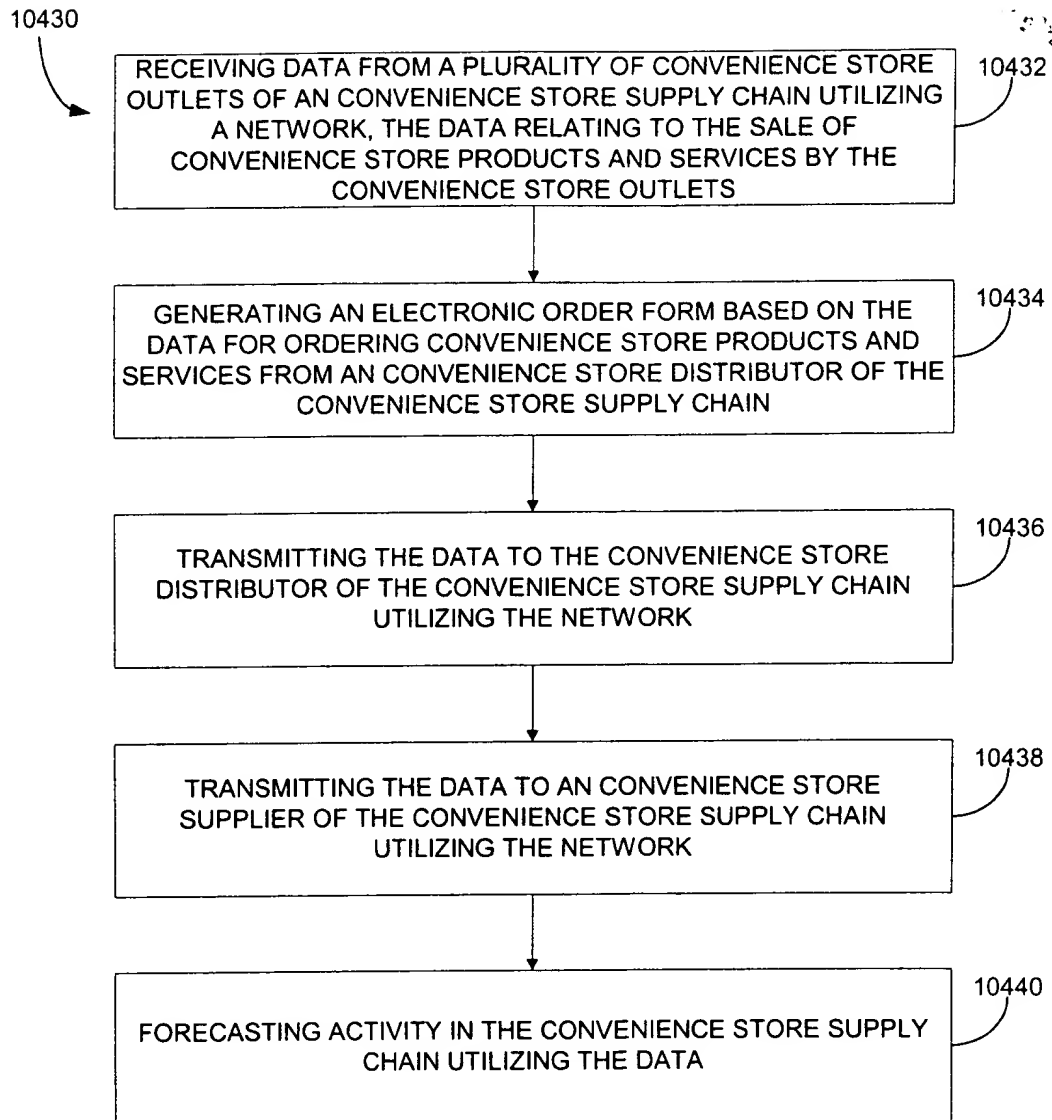 10430
RECEIVING DATA FROM A PLURALITY OF CONVENIENCE STORE
OUTLETS OF AN CONVENIENCE STORE SUPPLY CHAIN UTILIZING
A NETWORK, THE DATA RELATING TO THE SALE OF
CONVENIENCE STORE PRODUCTS AND SERVICES BY THE
CONVENIENCE STORE OUTLETS
10432
GENERATING AN ELECTRONIC ORDER FORM BASED ON THE
DATA FOR ORDERING CONVENIENCE STORE PRODUCTS AND
SERVICES FROM AN CONVENIENCE STORE DISTRIBUTOR OF THE
CONVENIENCE STORE SUPPLY CHAIN
10434
TRANSMITTING THE DATA TO THE CONVENIENCE STORE
DISTRIBUTOR OF THE CONVENIENCE STORE SUPPLY CHAIN
UTILIZING THE NETWORK
10436
TRANSMITTING THE DATA TO AN CONVENIENCE STORE
SUPPLIER OF THE CONVENIENCE STORE SUPPLY CHAIN
UTILIZING THE NETWORK
10438
FORECASTING ACTIVITY IN THE CONVENIENCE STORE SUPPLY
CHAIN UTILIZING THE DATA
10440